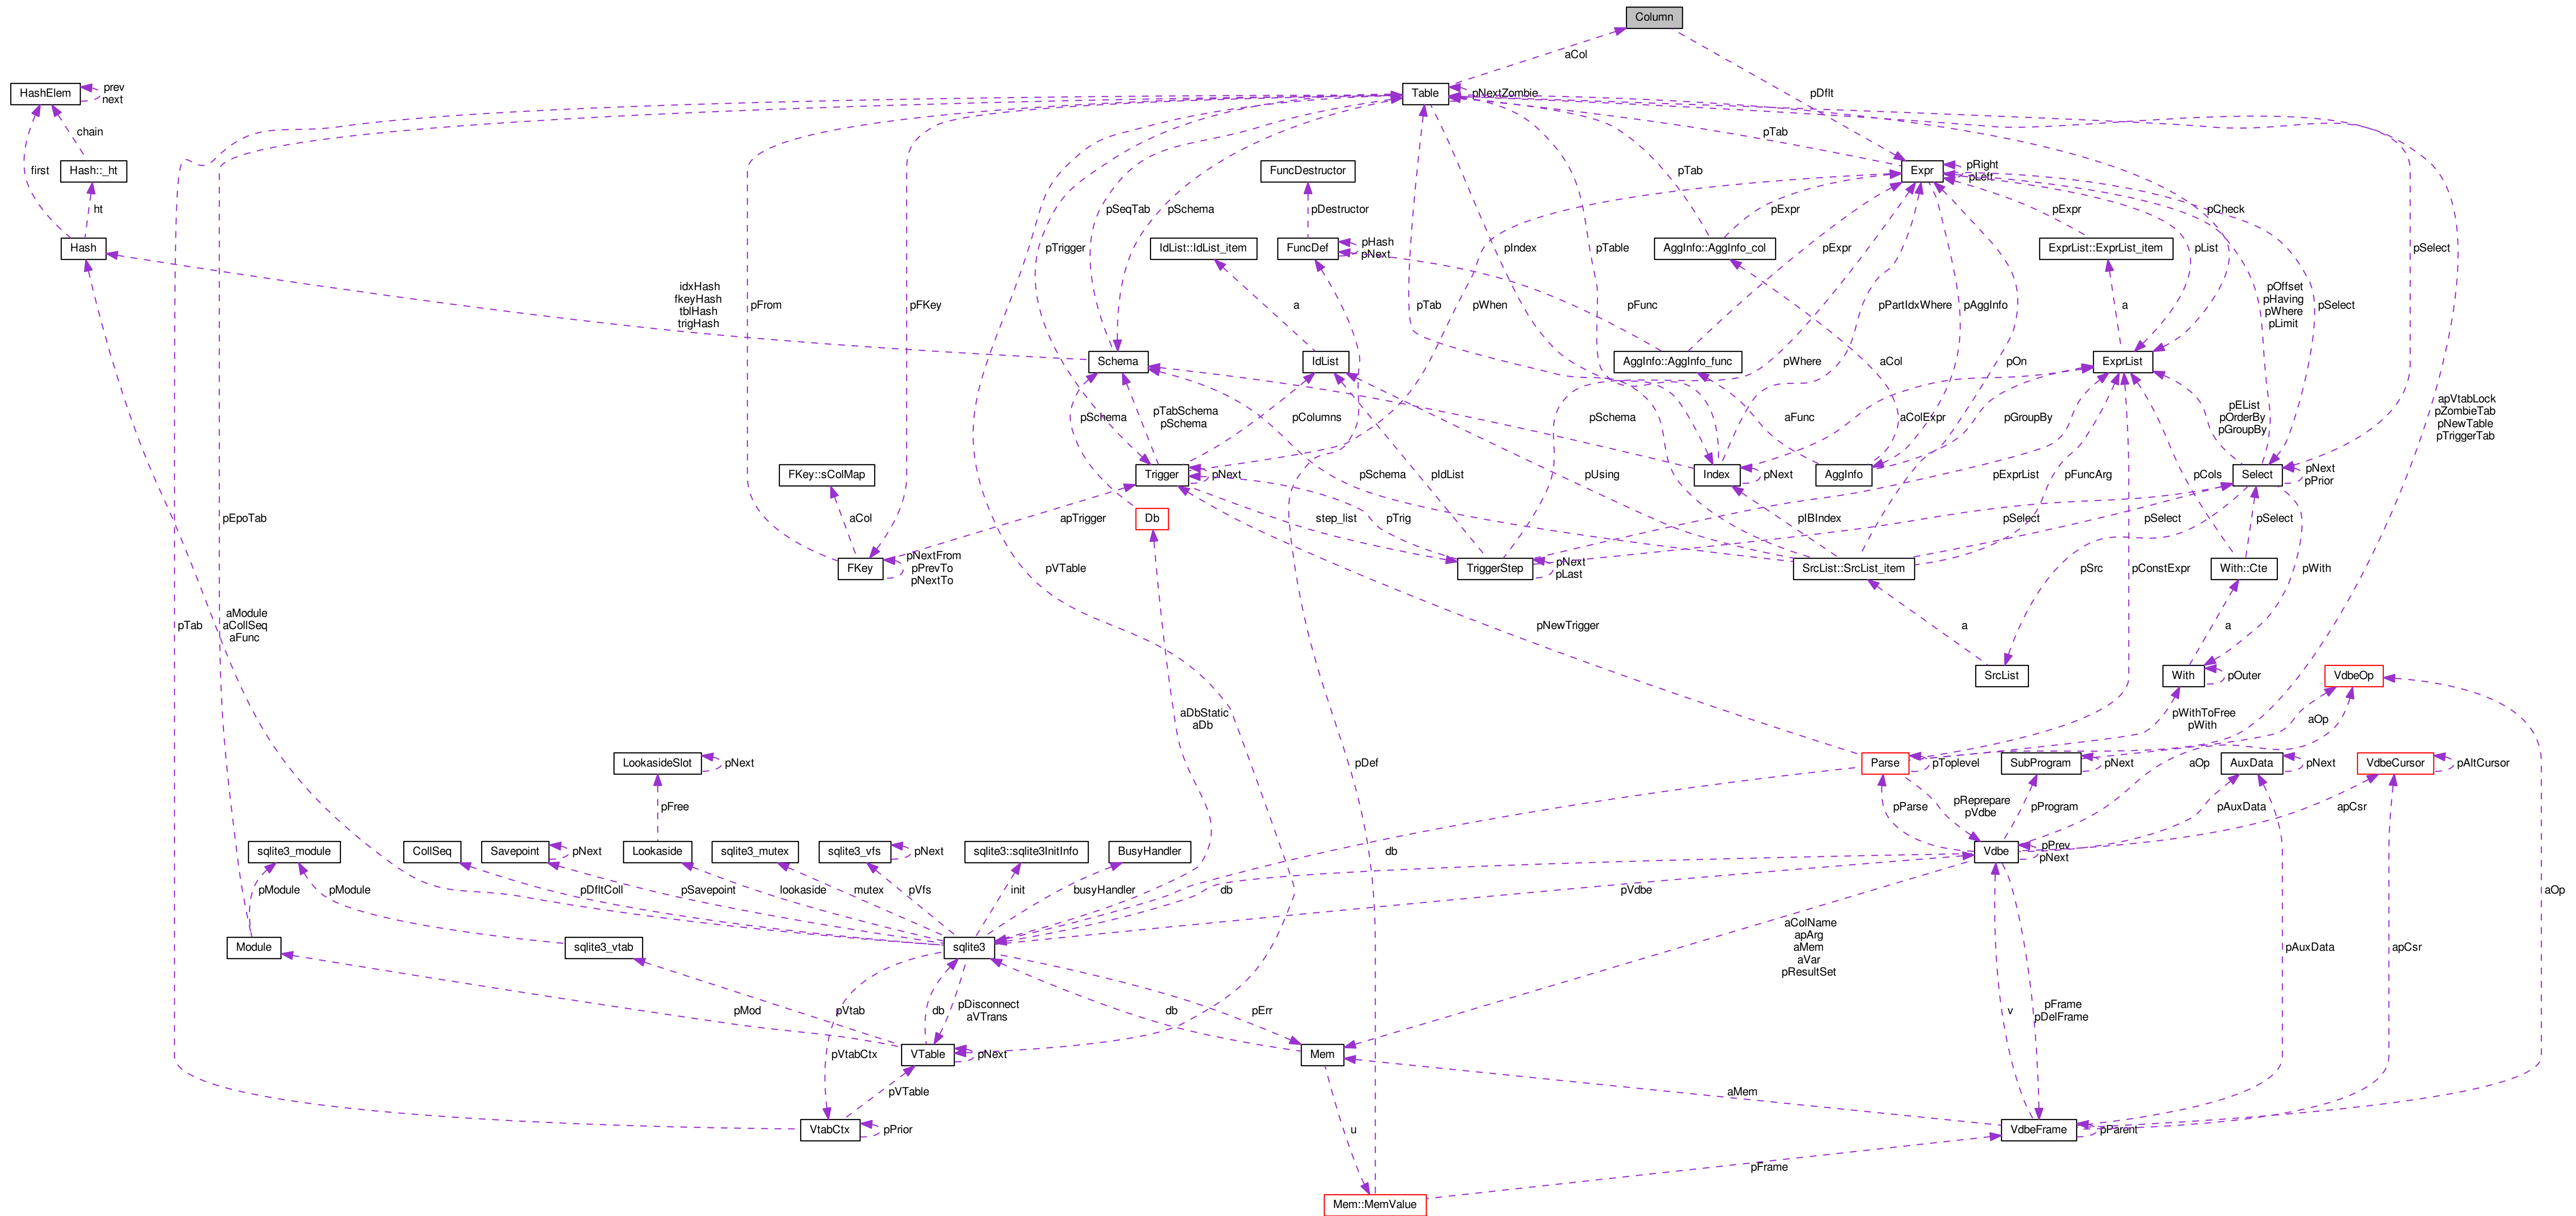 Column
aCol
HashElem
prev
next
Table
pNextZombie
pDflt
chain
pTab
first
Hash::_ht
FuncDestructor
pTab
Expr
pRight
pLeft
ht
pSeqTab
pSchema
pDestructor
pExpr
pExpr
pCheck
Hash
pTrigger
IdList::IdList_item
FuncDef
pHash
pNext
pIndex
pTable
AggInfo::AggInfo_col
pExpr
pList
ExprList::ExprList_item
pSelect
idxHash
fkeyHash
tblHash
trigHash
pFrom
pFKey
a
pTab
pWhen
pFunc
pPartIdxWhere
pAggInfo
a
pOffset
pHaving
pWhere
pLimit
pSelect
Schema
IdList
AggInfo::AggInfo_func
pWhere
aCol
pOn
ExprList
pSchema
pTabSchema
pSchema
pColumns
pSchema
aFunc
aColExpr
pGroupBy
pEList
pOrderBy
pGroupBy
apVtabLock
pZombieTab
pNewTable
pTriggerTab
FKey::sColMap
Trigger
pNext
pSchema
pIdList
pUsing
Index
pNext
AggInfo
pExprList
pFuncArg
pCols
Select
pNext
pPrior
pEpoTab
aCol
apTrigger
Db
step_list
pTrig
pIBIndex
pSelect
pSelect
pSelect
FKey
pNextFrom
pPrevTo
pNextTo
pVTable
TriggerStep
pNext
pLast
SrcList::SrcList_item
pSrc
pConstExpr
With::Cte
pWith
pTab
aModule
aCollSeq
aFunc
pNewTrigger
a
a
SrcList
With
pOuter
VdbeOp
aDbStatic
aDb
pWithToFree
pWith
aOp
LookasideSlot
pNext
pDef
Parse
pToplevel
SubProgram
pNext
aOp
AuxData
pNext
VdbeCursor
pAltCursor
pFree
pParse
pReprepare
pVdbe
pProgram
pAuxData
apCsr
sqlite3_module
CollSeq
Savepoint
pNext
Lookaside
sqlite3_mutex
sqlite3_vfs
pNext
sqlite3::sqlite3InitInfo
BusyHandler
db
Vdbe
pPrev
pNext
pModule
pModule
pDfltColl
pSavepoint
lookaside
mutex
pVfs
init
busyHandler
db
pVdbe
aOp
Module
sqlite3_vtab
sqlite3
aColName
apArg
aMem
aVar
pResultSet
pAuxData
apCsr
pMod
pVtab
db
pDisconnect
aVTrans
db
pErr
v
pFrame
pDelFrame
pVtabCtx
VTable
pNext
Mem
pVTable
aMem
VtabCtx
pPrior
u
VdbeFrame
pParent
pFrame
Mem::MemValue